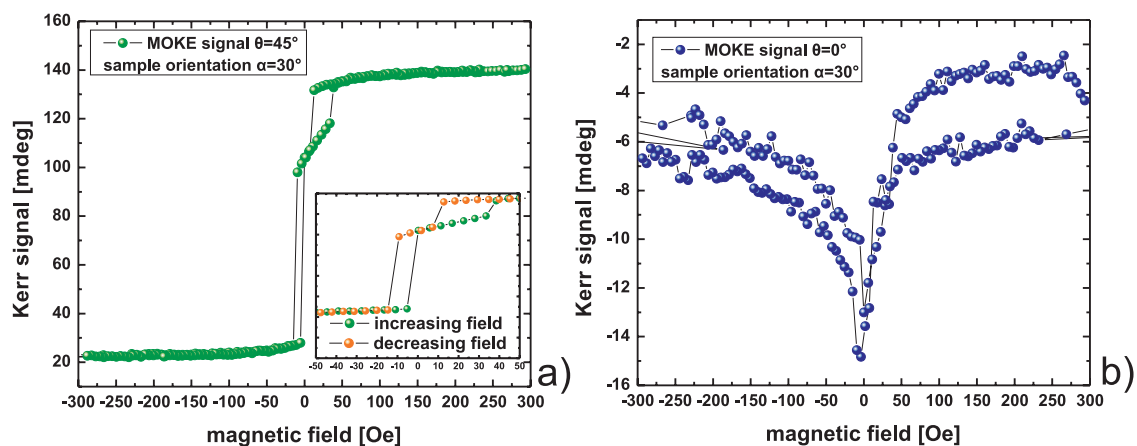 MOKE signal θ=45°
sample orientation α=30°
160
140
120
100
80
60
40
20
Kerr signal [mdeg]
-50 -40 -30 -20 -10 0 10 20 30 40 50
increasing field
decreasing field
-300 -250 -200 -150 -100 -50 0 50 100 150 200 250 300
magnetic field [Oe]
a)
MOKE signal θ=0°
sample orientation α=30°
-2
-4
-6
-8
-10
-12
-14
-16
Kerr signal [mdeg]
-300 -250 -200 -150 -100 -50 0 50 100 150 200 250 300
magnetic field [Oe]
b)